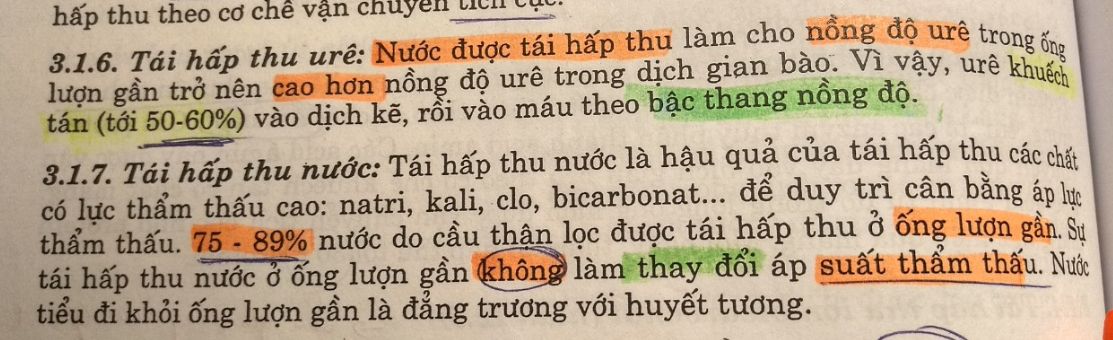 hấp thu theo cơ chế vận chuyển tích cực.
3.1.6. Tái hấp thu urê: Nước được tái hấp thu làm cho nồng độ urê trong ống
lượn gần trở nên cao hơn nồng độ urê trong dịch gian bào. Vì vậy, urê khuếch
tán (tới 50-60%) vào dịch kẽ, rồi vào máu theo bậc thang nồng độ.
3.1.7. Tái hấp thu nước: Tái hấp thu nước là hậu quả của tái hấp thu các chất
có lực thẩm thấu cao: natri, kali, clo, bicarbonat... để duy trì cân bằng áp lực
thẩm thấu. 75 - 89% nước do cầu thận lọc được tái hấp thu ở ống lượn gần. Sự
tái hấp thu nước ở ống lượn gần không làm thay đổi áp suất thẩm thấu. Nước
tiểu đi khỏi ống lượn gần là đẳng trương với huyết tương.